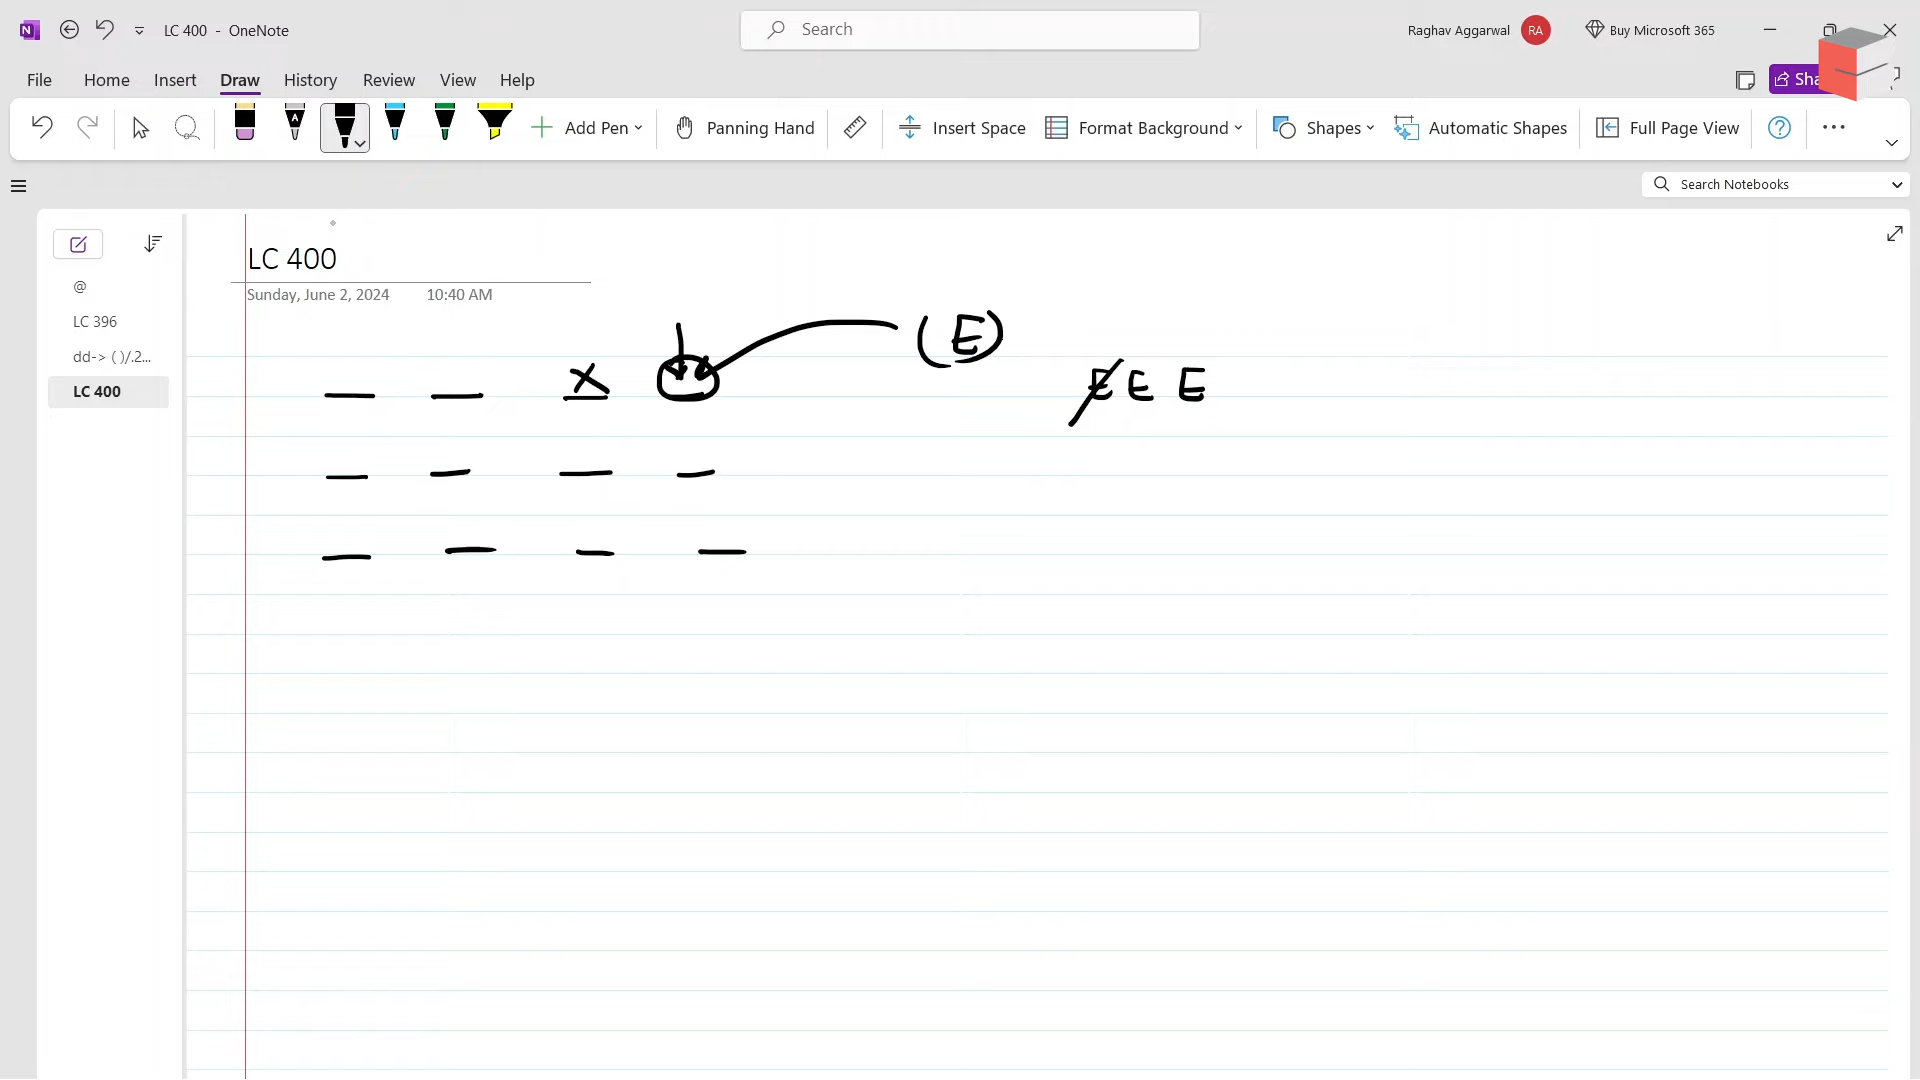 LC 400 - OneNote
Search
Raghav Aggarwal
RA
Buy Microsoft 365
File Home Insert Draw History Review View Help
Add Pen
Panning Hand
Insert Space
Format Background
Shapes
Automatic Shapes
Full Page View
Search Notebooks
@
LC 396
dd-> ( )/.2...
LC 400
LC 400
Sunday, June 2, 2024 10:40 AM
(E)
X
E E E